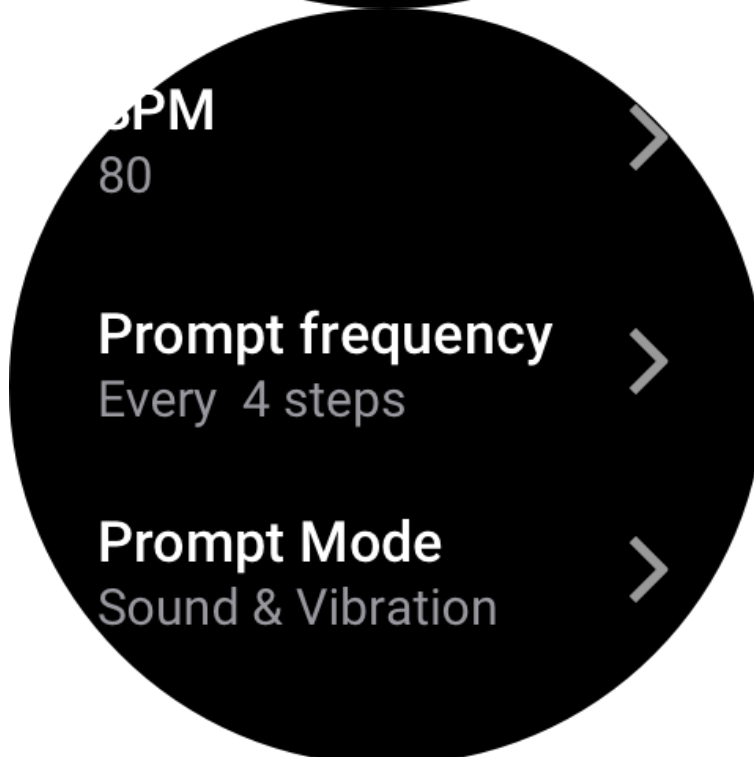 BPM
80
Prompt frequency
Every  4 steps
Prompt Mode
Sound & Vibration